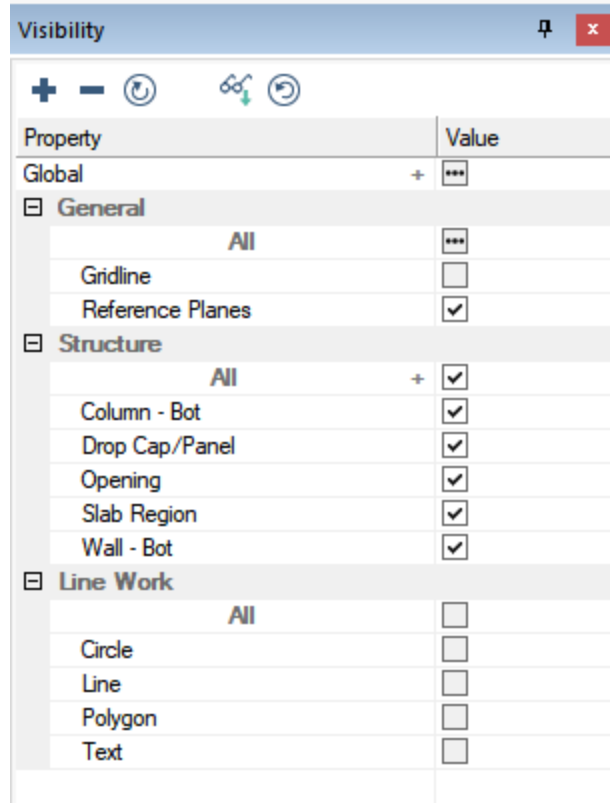 Visibility
Property Value
Global +
General
All
Gridline
Reference Planes
Structure
All +
Column - Bot
Drop Cap/Panel
Opening
Slab Region
Wall - Bot
Line Work
All
Circle
Line
Polygon
Text